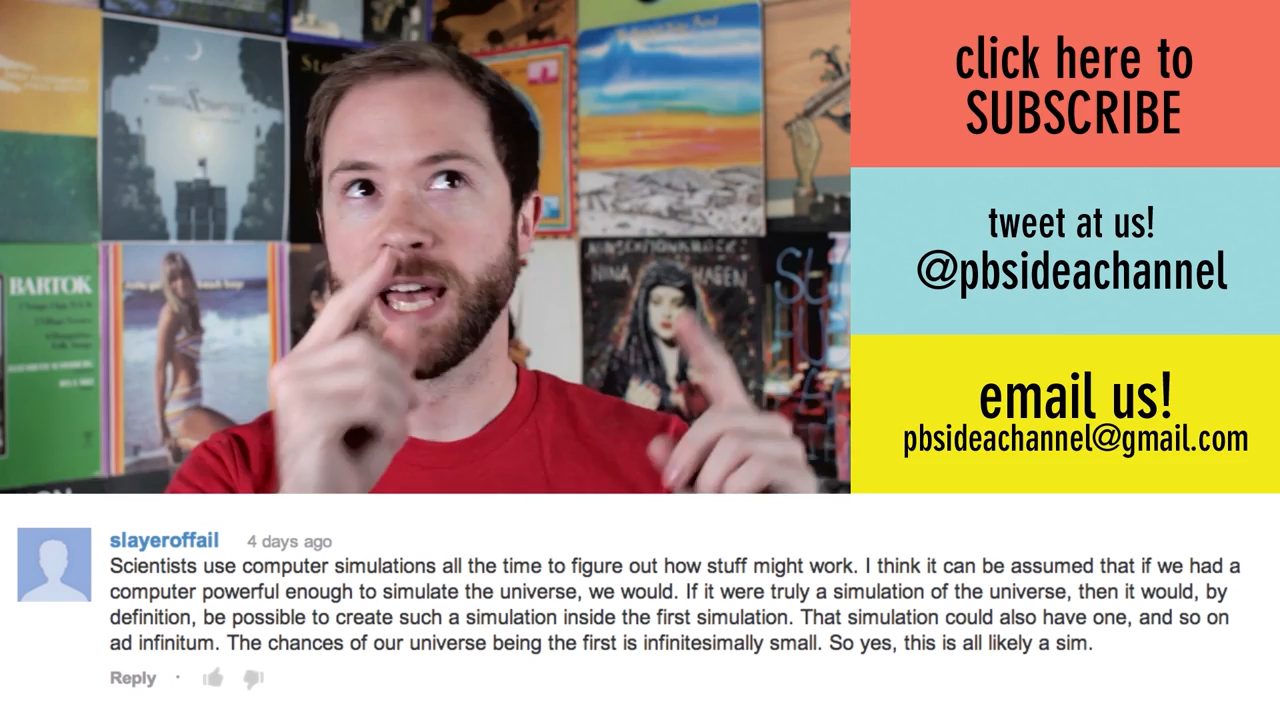 click here to
SUBSCRIBE
tweet at us!
@pbsideachannel
email us!
pbsideachannel@gmail.com
BARTOK
NINA HAGEN
slayeroffail 4 days ago
Scientists use computer simulations all the time to figure out how stuff might work. I think it can be assumed that if we had a
computer powerful enough to simulate the universe, we would. If it were truly a simulation of the universe, then it would, by
definition, be possible to create such a simulation inside the first simulation. That simulation could also have one, and so on
ad infinitum. The chances of our universe being the first is infinitesimally small. So yes, this is all likely a sim.
Reply ·